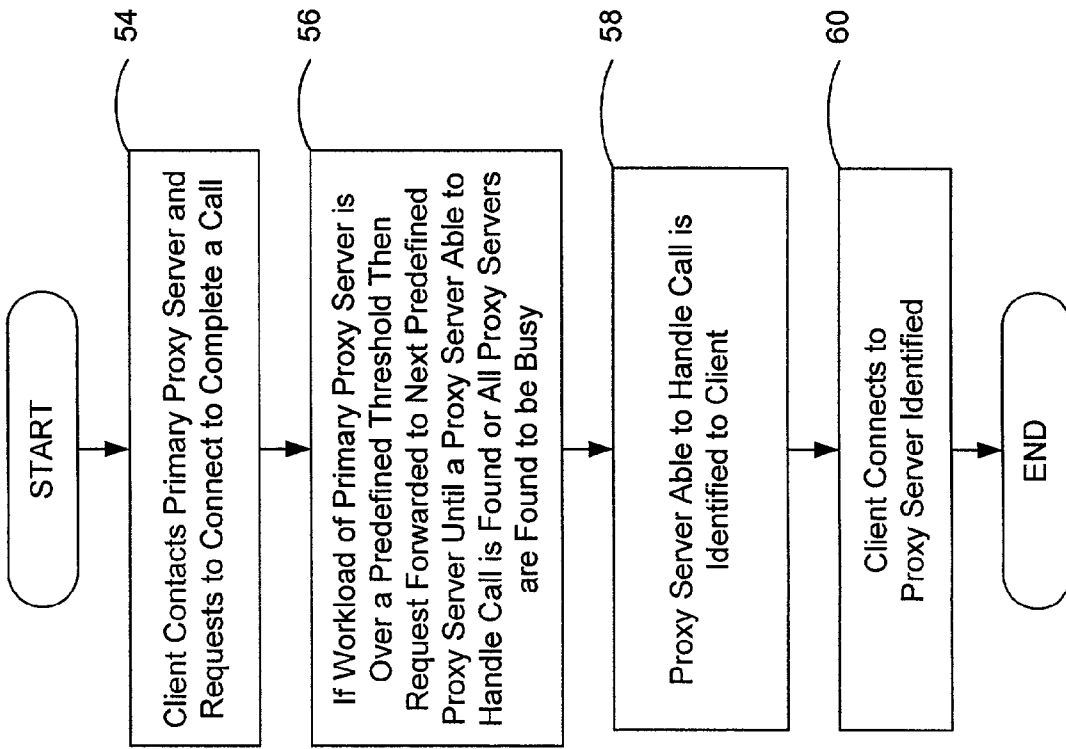 START
54
Client Contacts Primary Proxy Server and
Requests to Connect to Complete a Call
56
If Workload of Primary Proxy Server is
Over a Predefined Threshold Then
Request Forwarded to Next Predefined
Proxy Server Until a Proxy Server Able to
Handle Call is Found or All Proxy Servers
are Found to be Busy
58
Proxy Server Able to Handle Call is
Identified to Client
60
Client Connects to
Proxy Server Identified
END